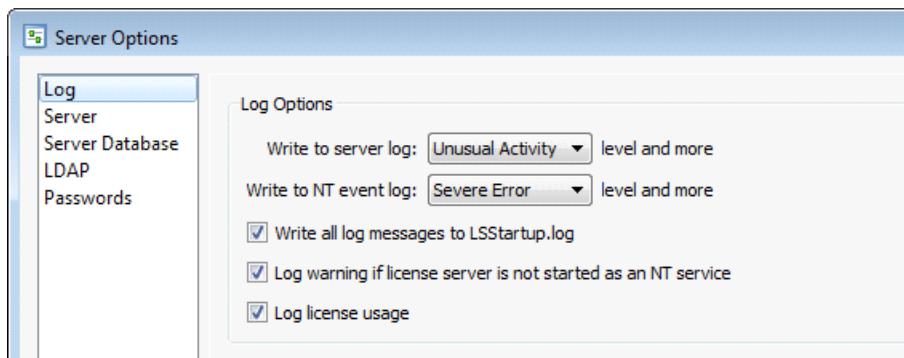 Server Options
Log
Server
Server Database
LDAP
Passwords
Log Options
Write to server log: Unusual Activity level and more
Write to NT event log: Severe Error level and more
Write all log messages to LSStartup.log
Log warning if license server is not started as an NT service
Log license usage